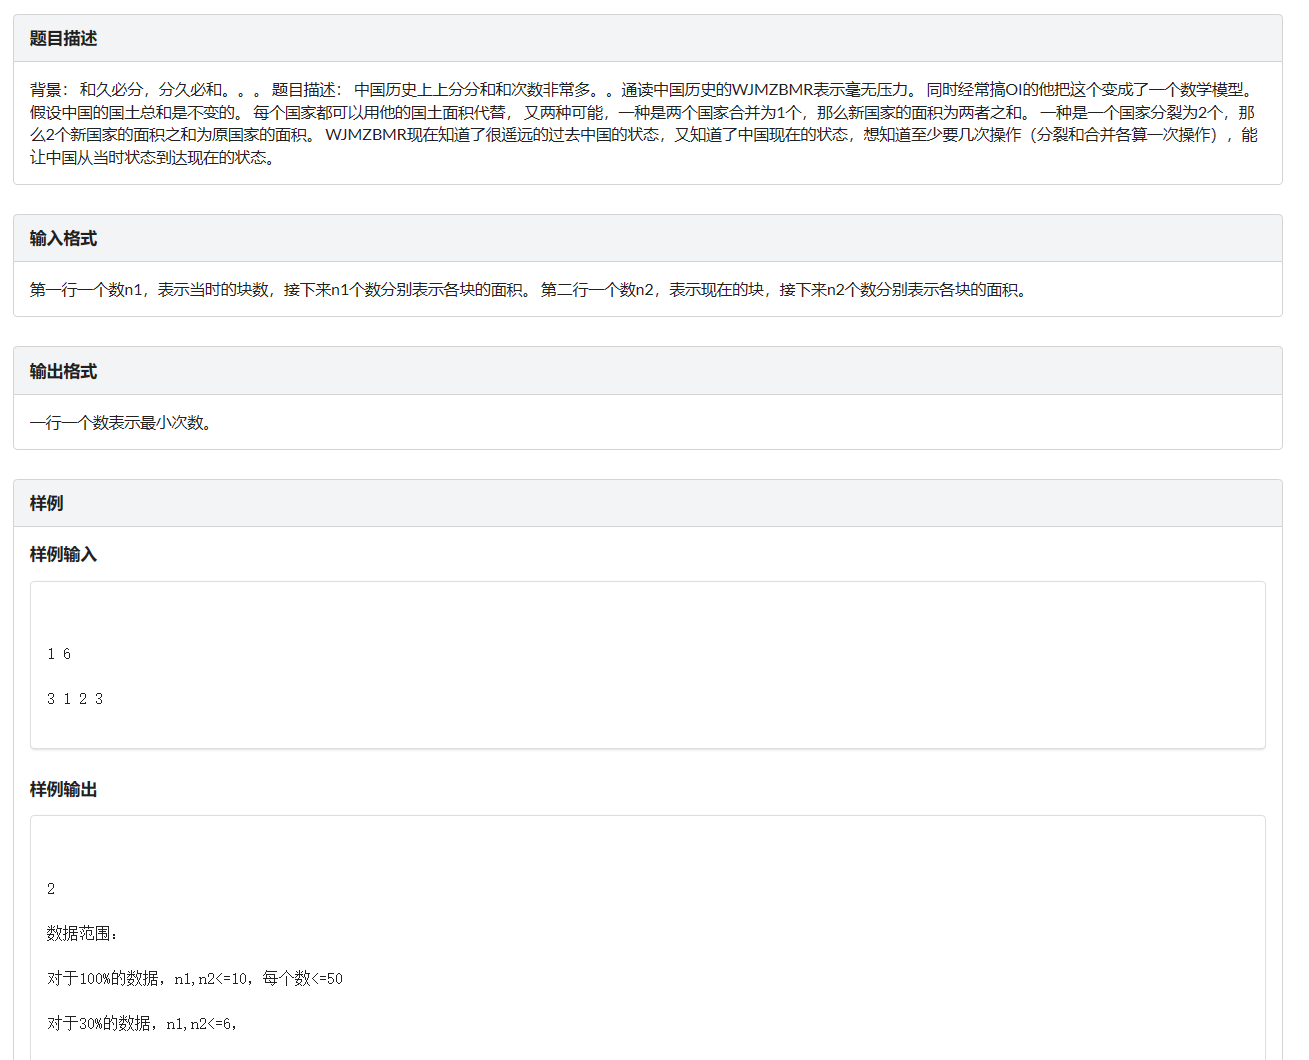 题目描述
背景： 和久必分，分久必和。。。 题目描述： 中国历史上上分分和和次数非常多。。通读中国历史的WJMZBMR表示毫无压力。 同时经常搞OI的他把这个变成了一个数学模型。
假设中国的国土总和是不变的。 每个国家都可以用他的国土面积代替， 又两种可能，一种是两个国家合并为1个，那么新国家的面积为两者之和。 一种是一个国家分裂为2个，那
么2个新国家的面积之和为原国家的面积。 WJMZBMR现在知道了很遥远的过去中国的状态，又知道了中国现在的状态，想知道至少要几次操作（分裂和合并各算一次操作），能
让中国从当时状态到达现在的状态。
输入格式
第一行一个数n1，表示当时的块数，接下来n1个数分别表示各块的面积。 第二行一个数n2，表示现在的块，接下来n2个数分别表示各块的面积。
输出格式
一行一个数表示最小次数。
样例
样例输入
1 6
3 1 2 3
样例输出
2
数据范围：
对于100%的数据，n1,n2<=10，每个数<=50
对于30%的数据，n1,n2<=6，